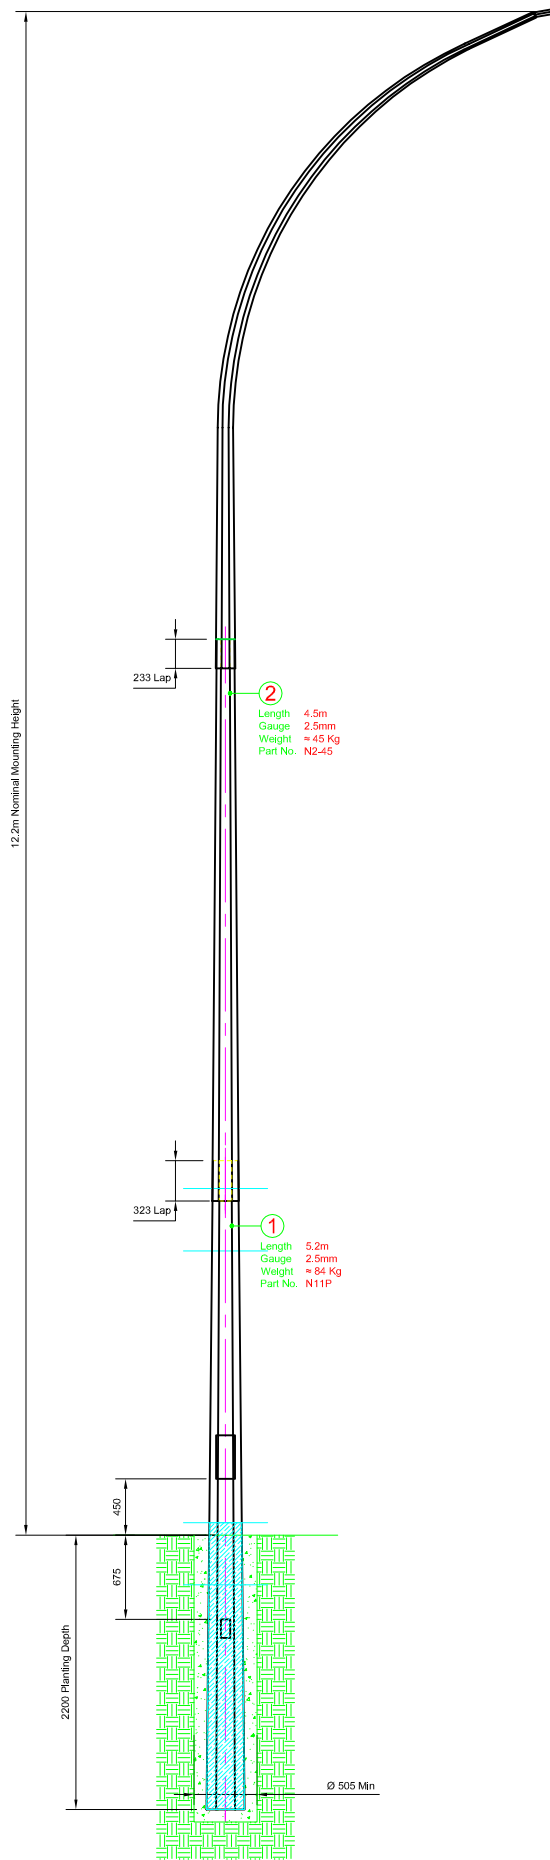 12.2m Nominal Mounting Height
233 Lap
2
Length 4.5m
Gauge 2.5mm
Weight ≈ 45 Kg
Part No. N2-45
323 Lap
1
Length 5.2m
Gauge 2.5mm
Weight ≈ 84 Kg
Part No. N11P
450
675
2200 Planting Depth
Ø 505 Min